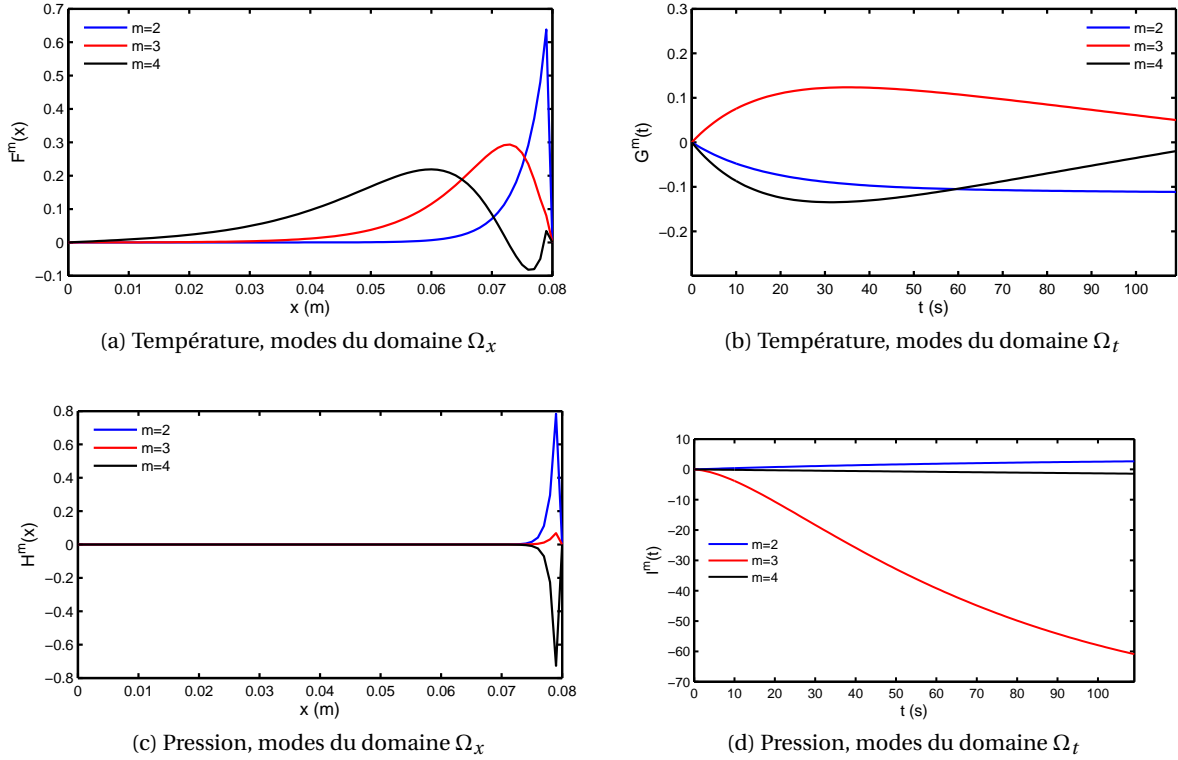 0.7
0.6
0.5
0.4
0.3
0.2
0.1
0
−0.1
F^m(x)
m=2
m=3
m=4
0 0.01 0.02 0.03 0.04 0.05 0.06 0.07 0.08
x (m)
(a) Température, modes du domaine Ω_x
0.3
0.2
0.1
0
−0.1
−0.2
G^m(t)
m=2
m=3
m=4
0 10 20 30 40 50 60 70 80 90 100
t (s)
(b) Température, modes du domaine Ω_t
0.8
0.6
0.4
0.2
0
−0.2
−0.4
−0.6
−0.8
H^m(x)
m=2
m=3
m=4
0 0.01 0.02 0.03 0.04 0.05 0.06 0.07 0.08
x (m)
(c) Pression, modes du domaine Ω_x
10
0
−10
−20
−30
−40
−50
−60
−70
I^m(t)
m=2
m=3
m=4
0 10 20 30 40 50 60 70 80 90 100
t (s)
(d) Pression, modes du domaine Ω_t